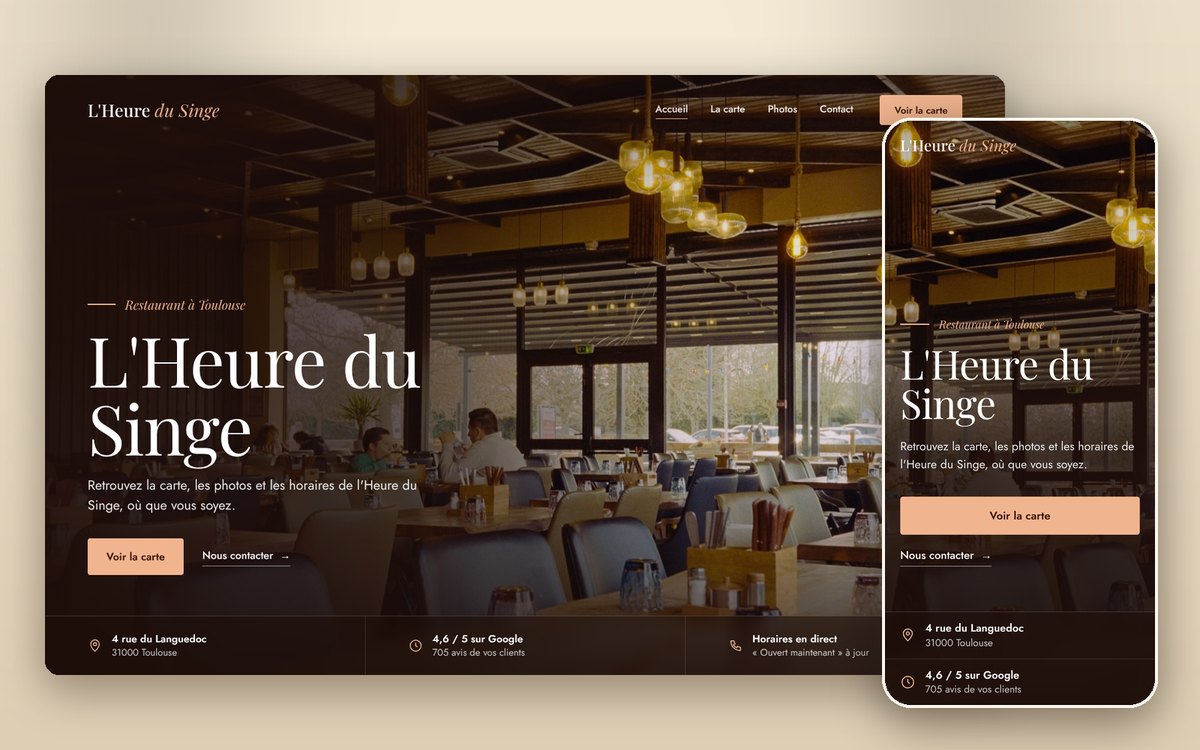 L'Heure du Singe
Accueil
La carte
Photos
Contact
Voir la carte
Restaurant à Toulouse
L'Heure du
Singe
Retrouvez la carte, les photos et les horaires de l'Heure du
Singe, où que vous soyez.
Voir la carte
Nous contacter →
4 rue du Languedoc
31000 Toulouse
4,6 / 5 sur Google
705 avis de vos clients
Horaires en direct
« Ouvert maintenant » à jour
L'Heure du Singe
Restaurant à Toulouse
L'Heure du
Singe
Retrouvez la carte, les photos et les horaires de
l'Heure du Singe, où que vous soyez.
Voir la carte
Nous contacter →
4 rue du Languedoc
31000 Toulouse
4,6 / 5 sur Google
705 avis de vos clients